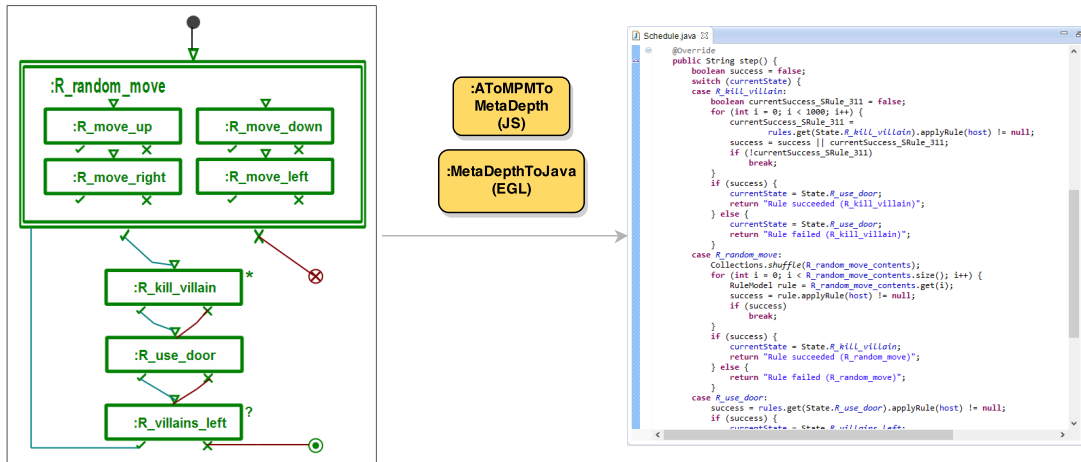 :R_random_move
:R_move_up
:R_move_down
:R_move_right
:R_move_left
:R_kill_villain
*
:R_use_door
:R_villains_left
?
:AToMPMTo
MetaDepth
(JS)
:MetaDepthToJava
(EGL)
Schedule.java
@Override
public String step() {
boolean success = false;
switch (currentState) {
case R_kill_villain:
boolean currentSuccess_SRule_311 = false;
for (int i = 0; i < 1000; i++) {
currentSuccess_SRule_311 =
rules.get(State.R_kill_villain).applyRule(host) != null;
success = success || currentSuccess_SRule_311;
if (!currentSuccess_SRule_311)
break;
}
if (success) {
currentState = State.R_use_door;
return "Rule succeeded (R_kill_villain)";
} else {
currentState = State.R_use_door;
return "Rule failed (R_kill_villain)";
}
case R_random_move:
Collections.shuffle(R_random_move_contents);
for (int i = 0; i < R_random_move_contents.size(); i++) {
RuleModel rule = R_random_move_contents.get(i);
success = rule.applyRule(host) != null;
if (success)
break;
}
if (success) {
currentState = State.R_kill_villain;
return "Rule succeeded (R_random_move)";
} else {
return "Rule failed (R_random_move)";
}
case R_use_door:
success = rules.get(State.R_use_door).applyRule(host) != null;
if (success) {
currentState = State.R_villains_left;